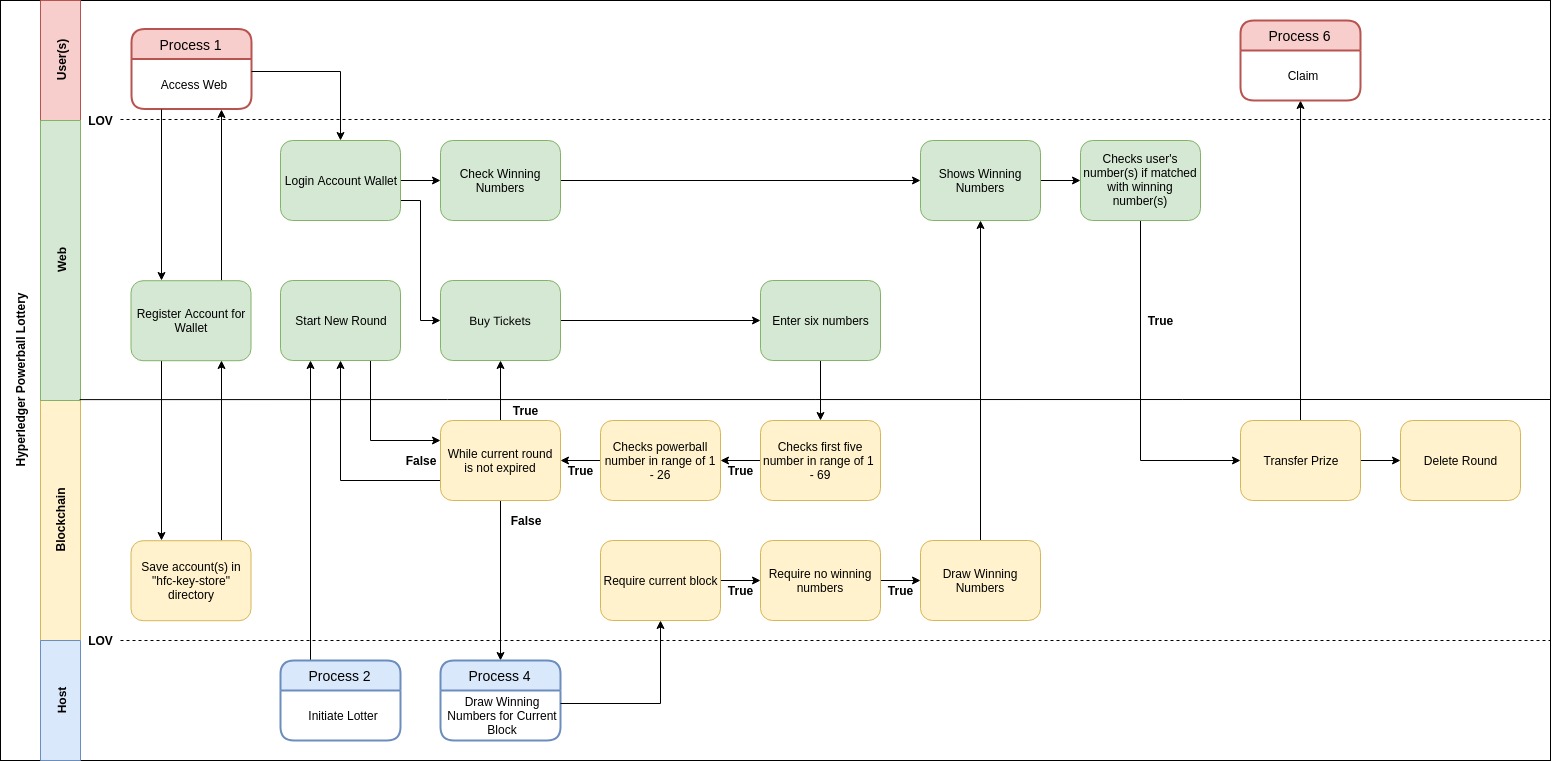 Hyperledger Powerball Lottery
User(s)
Process 1
Access Web
Process 6
Claim
LOV
Web
Login Account Wallet
Check Winning
Numbers
Shows Winning
Numbers
Checks user's
number(s) if matched
with winning
number(s)
Register Account for
Wallet
Start New Round
Buy Tickets
Enter six numbers
True
True
Blockchain
False
While current round
is not expired
True
Checks powerball
number in range of 1
- 26
True
Checks first five
number in range of 1
- 69
Transfer Prize
Delete Round
False
Save account(s) in
"hfc-key-store"
directory
Require current block
True
Require no winning
numbers
True
Draw Winning
Numbers
LOV
Host
Process 2
Initiate Lotter
Process 4
Draw Winning
Numbers for Current
Block